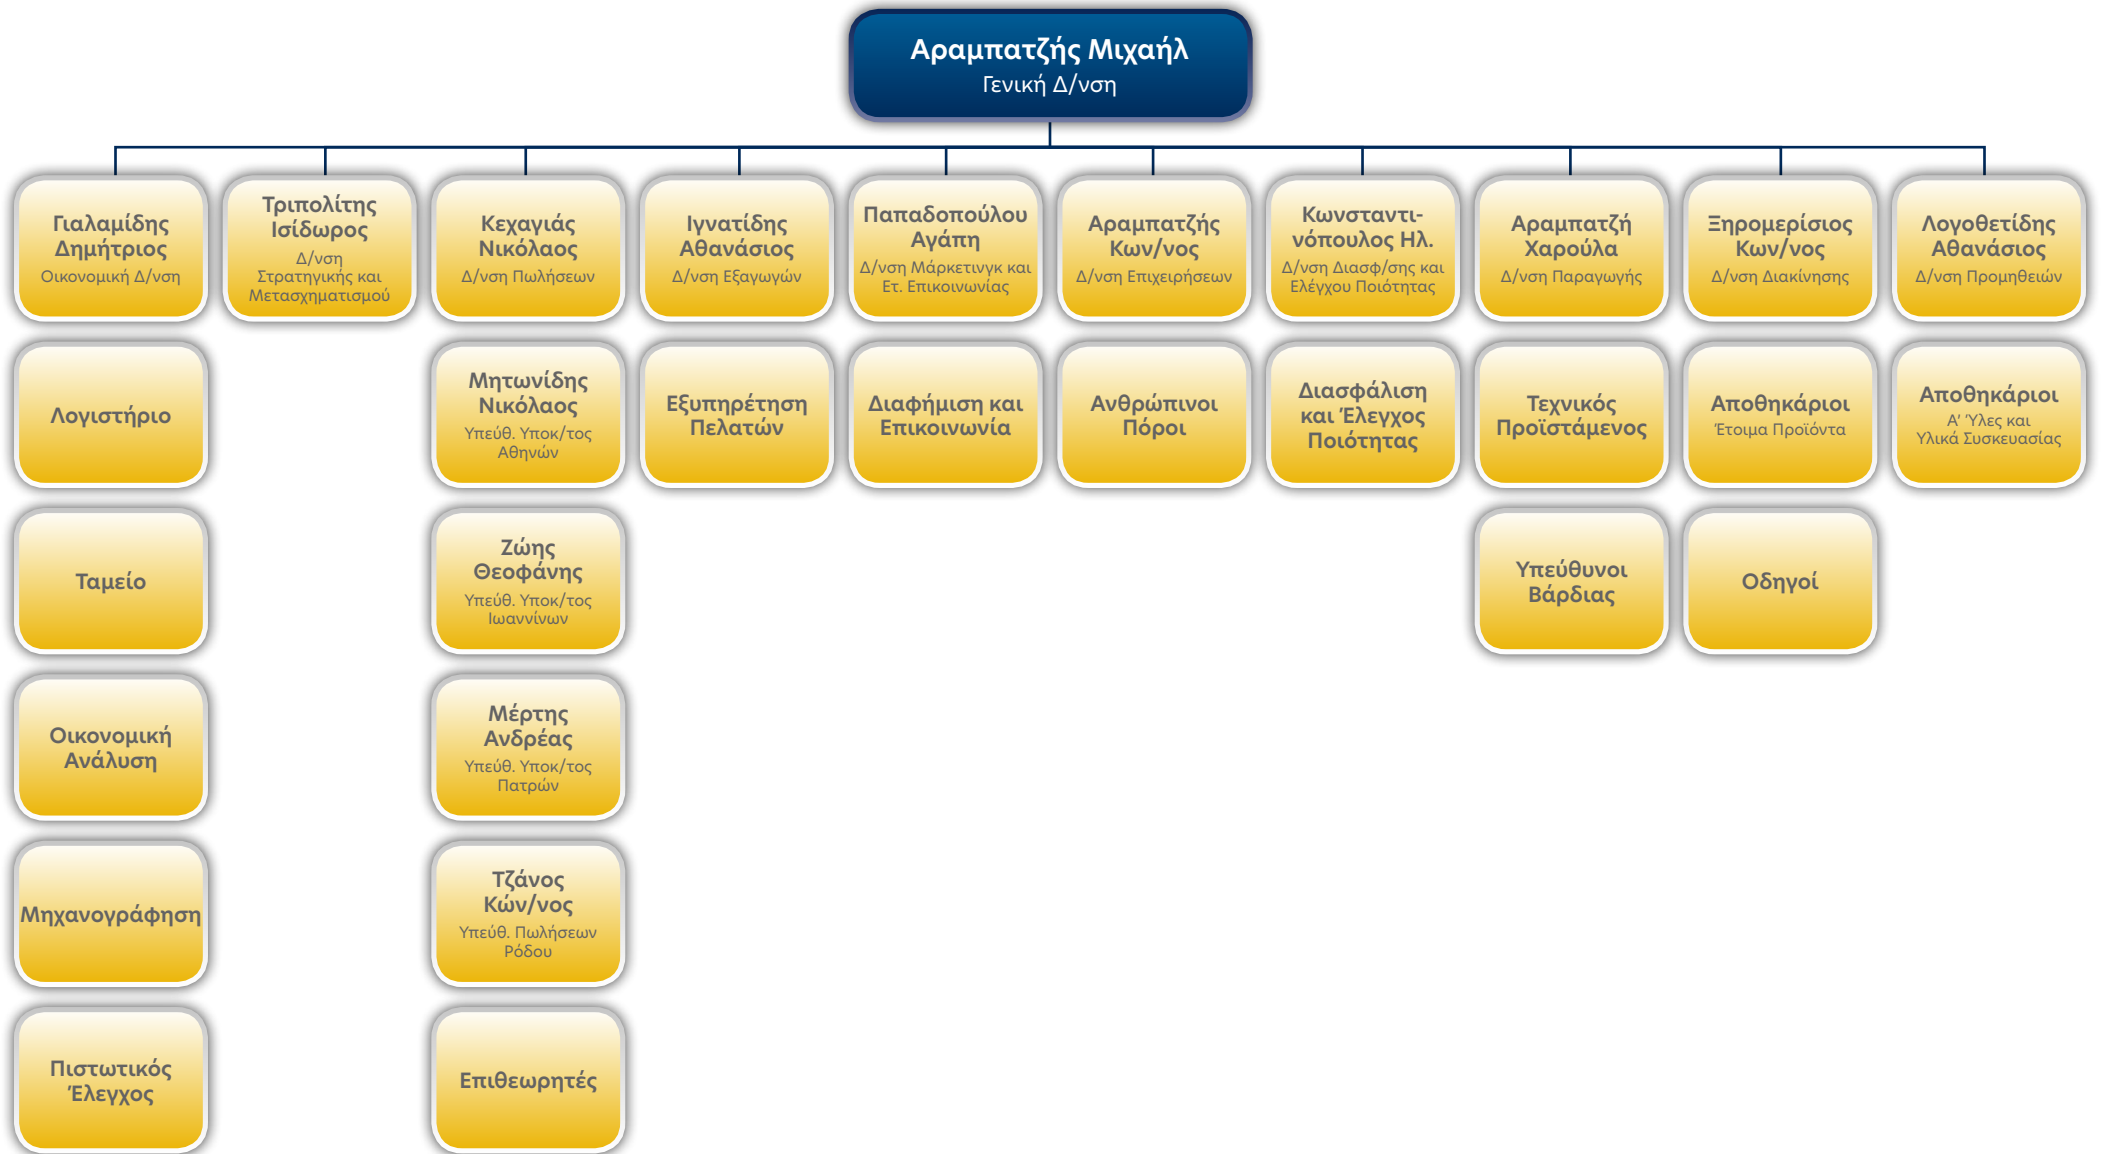 Αραμπατζής Μιχαήλ
Γενική Δ/νση
Γιαλαμίδης
Δημήτριος
Οικονομική Δ/νση
Τριπολίτης
Ισίδωρος
Δ/νση
Στρατηγικής και
Μετασχηματισμού
Κεχαγιάς
Νικόλαος
Δ/νση Πωλήσεων
Ιγνατίδης
Αθανάσιος
Δ/νση Εξαγωγών
Παπαδοπούλου
Αγάπη
Δ/νση Μάρκετινγκ και
Ετ. Επικοινωνίας
Αραμπατζής
Κων/νος
Δ/νση Επιχειρήσεων
Κωνσταντι-
νόπουλος Ηλ.
Δ/νση Διασφ/σης και
Ελέγχου Ποιότητας
Αραμπατζή
Χαρούλα
Δ/νση Παραγωγής
Ξηρομερίσιος
Κων/νος
Δ/νση Διακίνησης
Λογοθετίδης
Αθανάσιος
Δ/νση Προμηθειών
Λογιστήριο
Μητωνίδης
Νικόλαος
Υπεύθ. Υποκ/τος
Αθηνών
Εξυπηρέτηση
Πελατών
Διαφήμιση και
Επικοινωνία
Ανθρώπινοι
Πόροι
Διασφάλιση
και Έλεγχος
Ποιότητας
Τεχνικός
Προϊστάμενος
Αποθηκάριοι
Έτοιμα Προϊόντα
Αποθηκάριοι
Α' Ύλες και
Υλικά Συσκευασίας
Ταμείο
Ζώης
Θεοφάνης
Υπεύθ. Υποκ/τος
Ιωαννίνων
Υπεύθυνοι
Βάρδιας
Οδηγοί
Οικονομική
Ανάλυση
Μέρτης
Ανδρέας
Υπεύθ. Υποκ/τος
Πατρών
Μηχανογράφηση
Τζάνος
Κών/νος
Υπεύθ. Πωλήσεων
Ρόδου
Πιστωτικός
Έλεγχος
Επιθεωρητές